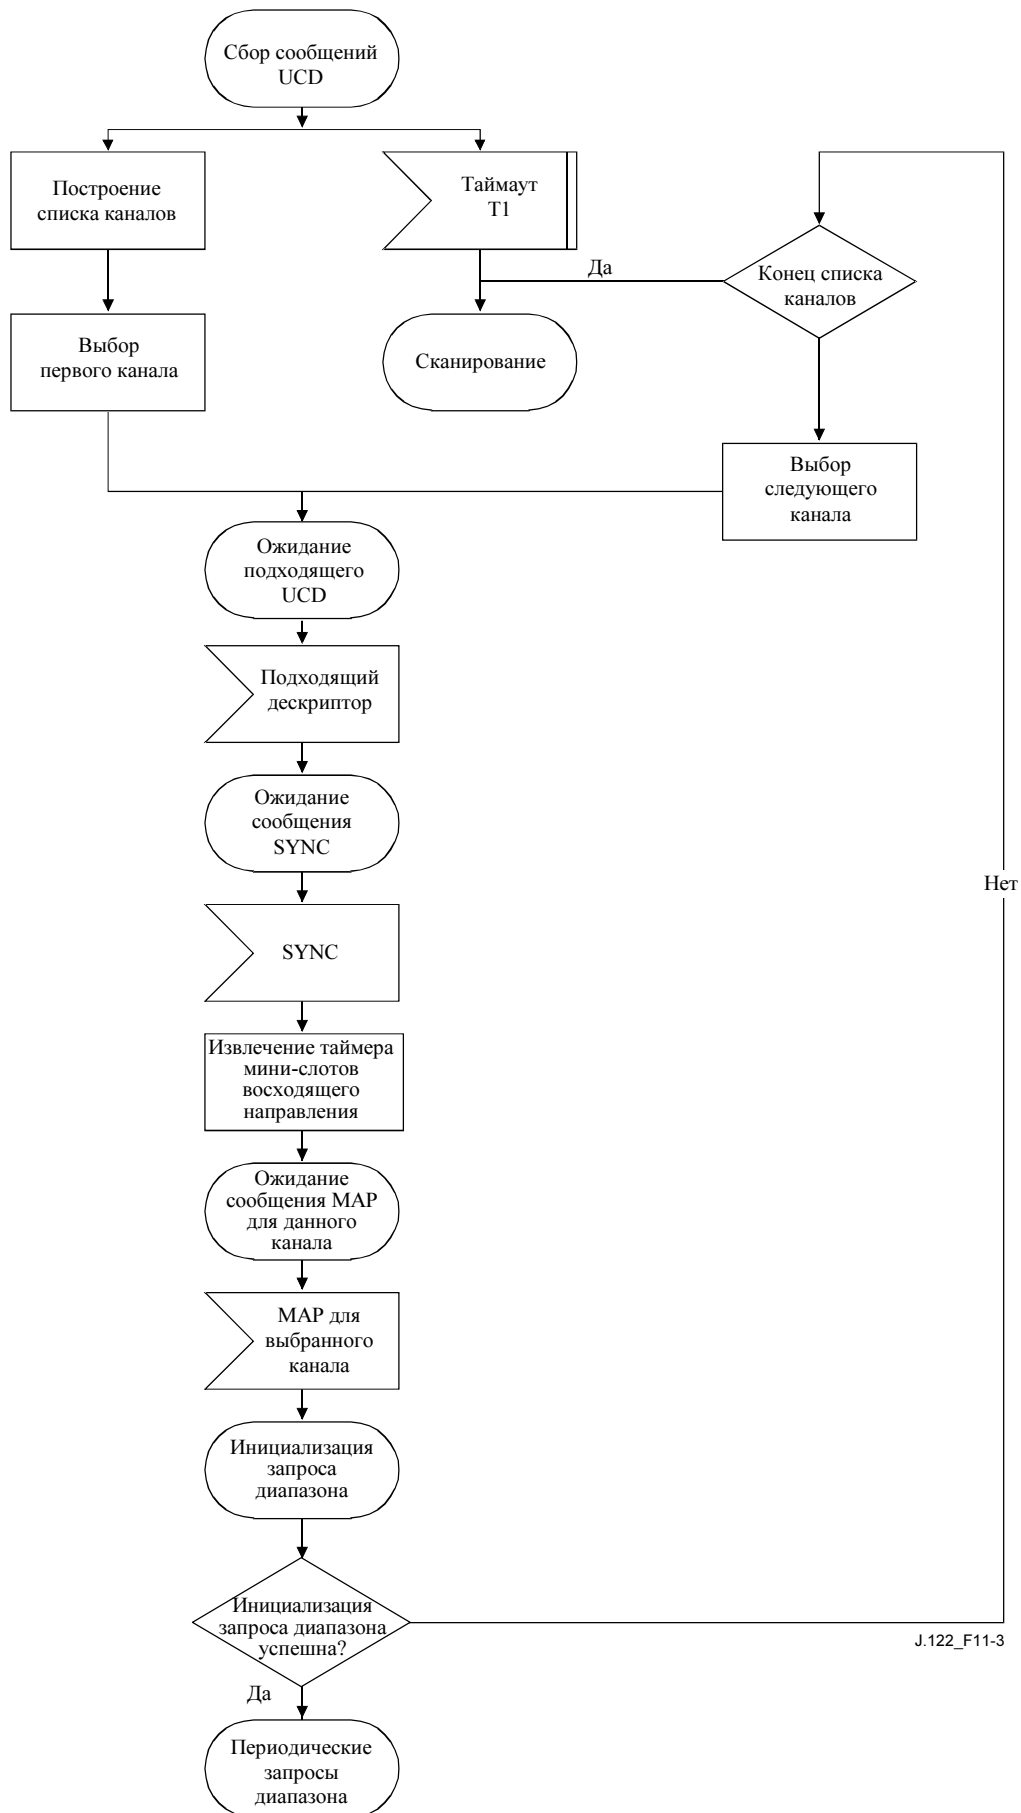 Сбор сообщений
UCD
Построение
списка каналов
Таймаут
T1
Да
Конец списка
каналов
Выбор
первого канала
Сканирование
Выбор
следующего
канала
Ожидание
подходящего
UCD
Подходящий
дескриптор
Ожидание
сообщения
SYNC
Нет
SYNC
Извлечение таймера
мини-слотов
восходящего
направления
Ожидание
сообщения MAP
для данного
канала
MAP для
выбранного
канала
Инициализация
запроса
диапазона
Инициализация
запроса диапазона
успешна?
J.122_F11-3
Да
Периодические
запросы
диапазона